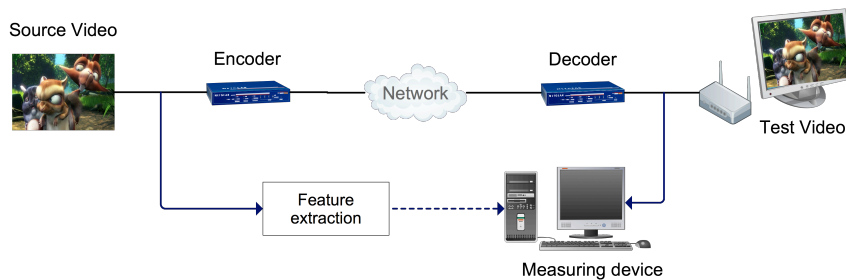 Source Video
Encoder
Decoder
Network
Test Video
Feature
extraction
Measuring device